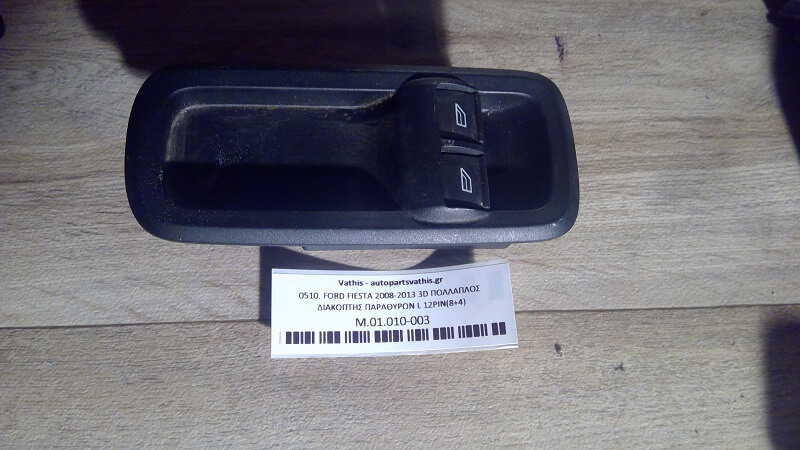 Vathis - autopartsvathis.gr
0510. FORD FIESTA 2008-2013 3D ΠΟΛΛΑΠΛΟΣ
ΔΙΑΚΟΠΤΗΣ ΠΑΡΑΘΥΡΩΝ L 12PIN(8+4)
M.01.010-003